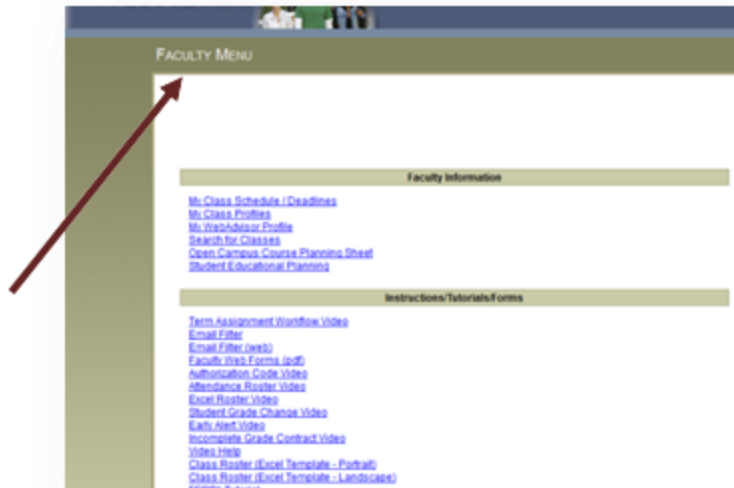 FACULTY MENU
Faculty Information
My Class Schedule / Deadlines
My Class Profiles
My WebAdvisor Profile
Search for Classes
Open Campus Course Planning Sheet
Student Educational Planning
Instructions/Tutorials/Forms
Term Assignment Workflow Video
Email Filter
Email Filter (web)
Faculty Web Forms (pdf)
Authorization Code Video
Attendance Roster Video
Excel Roster Video
Student Grade Change Video
Early Alert Video
Incomplete Grade Contract Video
Video Help
Class Roster (Excel Template - Portrait)
Class Roster (Excel Template - Landscape)